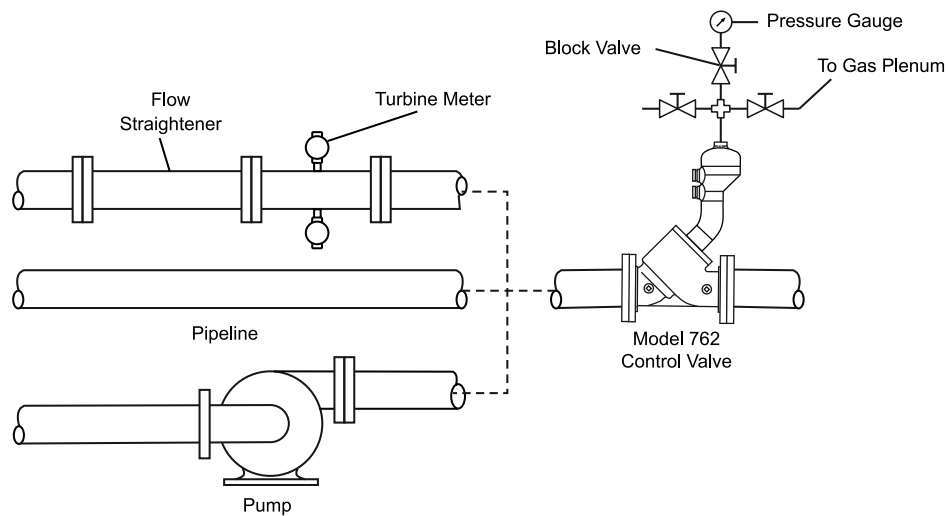 Pressure Gauge
Block Valve
To Gas Plenum
Flow
Straightener
Turbine Meter
Pipeline
Model 762
Control Valve
Pump